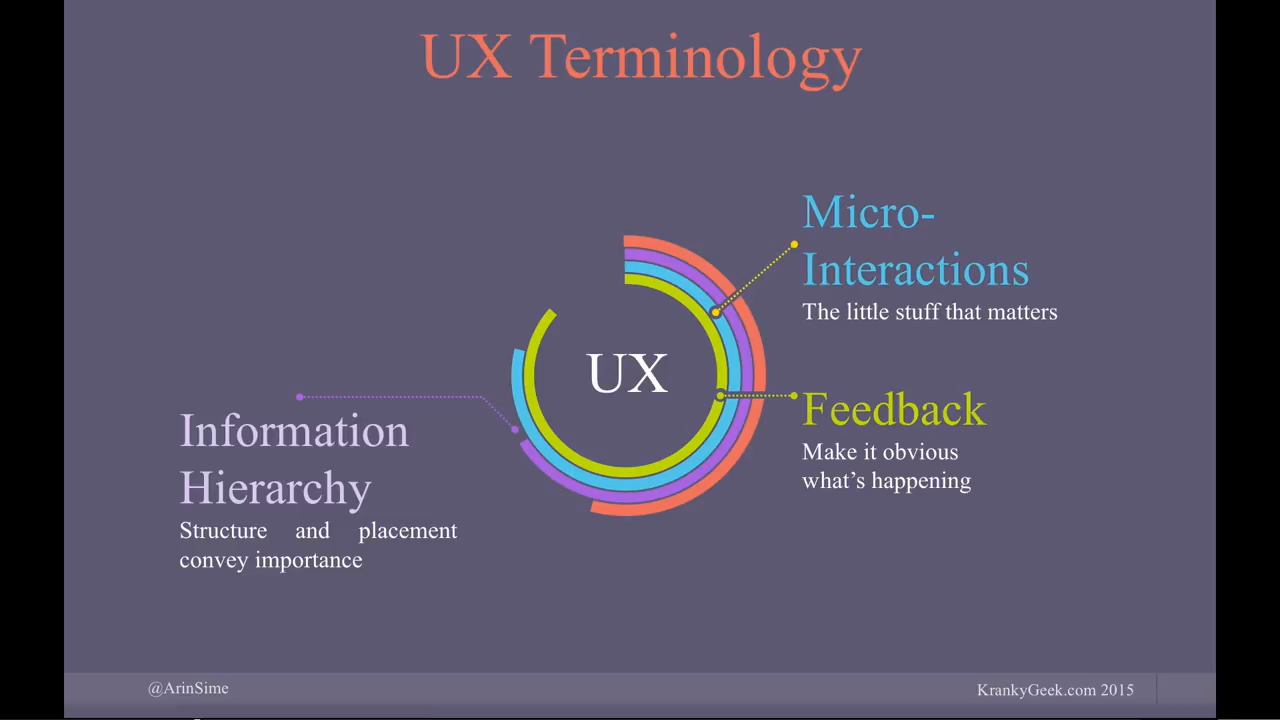 UX Terminology
Micro-
Interactions
The little stuff that matters
UX
Feedback
Make it obvious
what's happening
Information
Hierarchy
Structure and placement
convey importance
@ArinSime
KrankyGeek.com 2015